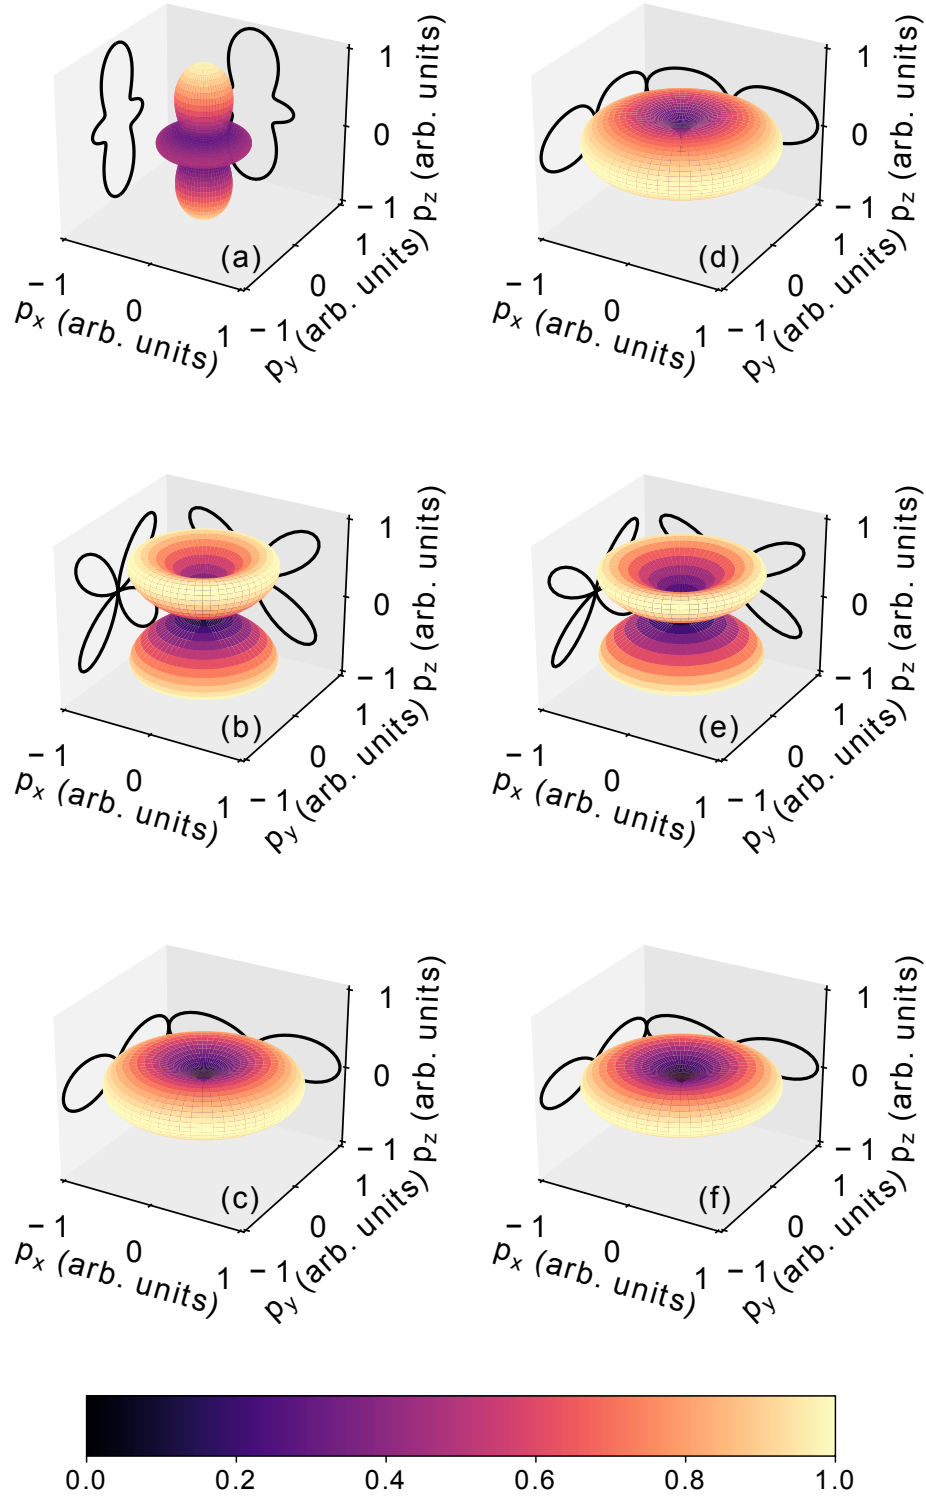 1
0
− 1
p_z (arb. units)
1
0
− 1
p_y (arb. units)
− 1
0
1
p_x (arb. units)
(a)
1
0
− 1
p_z (arb. units)
1
0
− 1
p_y (arb. units)
− 1
0
1
p_x (arb. units)
(d)
1
0
− 1
p_z (arb. units)
1
0
− 1
p_y (arb. units)
− 1
0
1
p_x (arb. units)
(b)
1
0
− 1
p_z (arb. units)
1
0
− 1
p_y (arb. units)
− 1
0
1
p_x (arb. units)
(e)
1
0
− 1
p_z (arb. units)
1
0
− 1
p_y (arb. units)
− 1
0
1
p_x (arb. units)
(c)
1
0
− 1
p_z (arb. units)
1
0
− 1
p_y (arb. units)
− 1
0
1
p_x (arb. units)
(f)
0.0 0.2 0.4 0.6 0.8 1.0